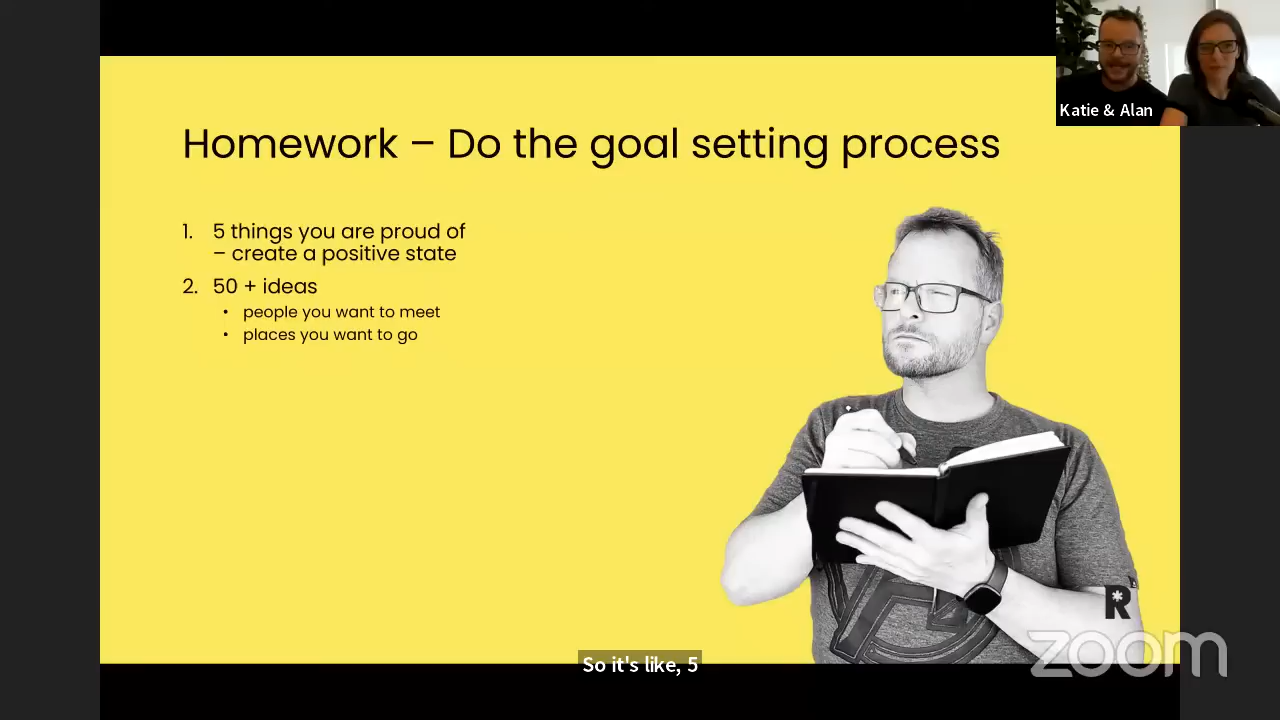 Katie & Alan
Homework – Do the goal setting process
1. 5 things you are proud of
– create a positive state
2. 50 + ideas
• people you want to meet
• places you want to go
R
zoom
So it's like, 5